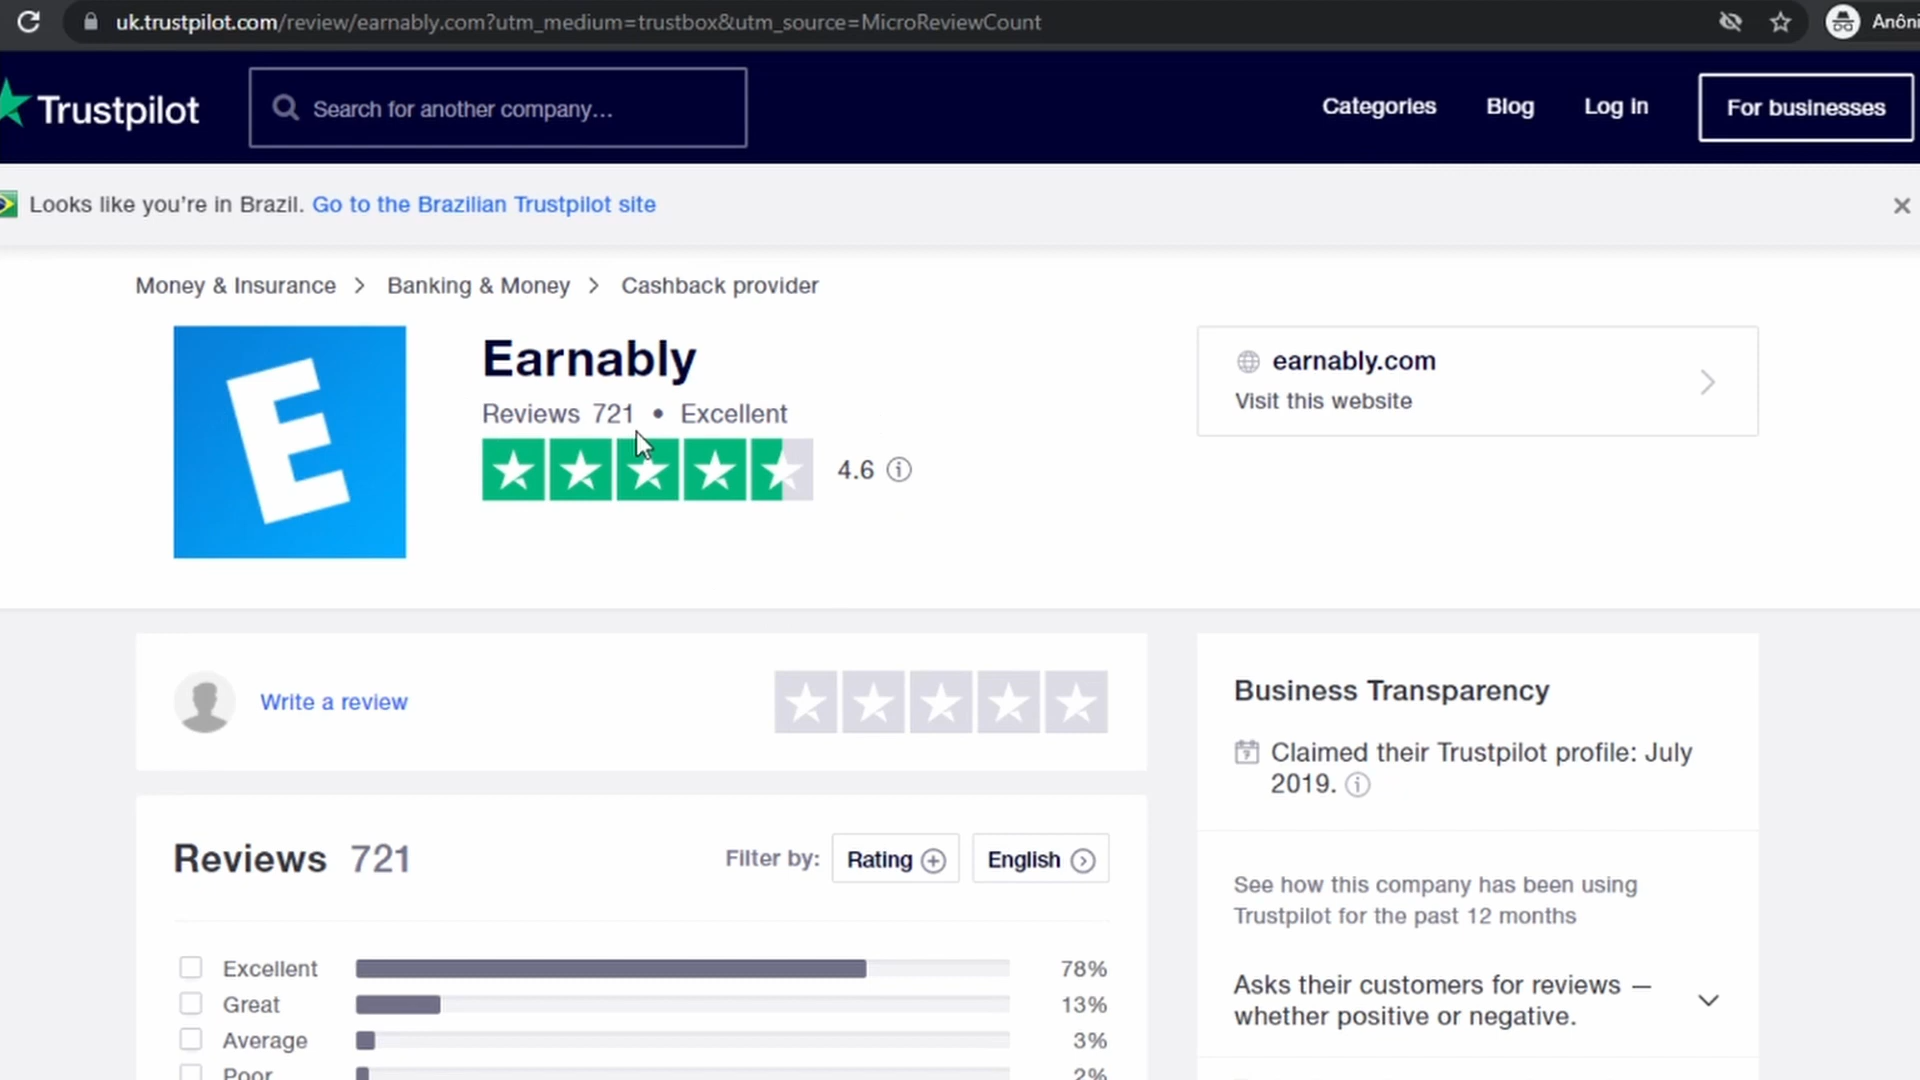 uk.trustpilot.com/review/earnably.com?utm_medium=trustbox&utm_source=MicroReviewCount
Trustpilot
Search for another company...
Categories
Blog
Log in
For businesses
Looks like you're in Brazil. Go to the Brazilian Trustpilot site
Money & Insurance > Banking & Money > Cashback provider
E
Earnably
Reviews 721 • Excellent
4.6
earnably.com
Visit this website
Write a review
Reviews 721
Filter by:
Rating
English
Excellent 78%
Great 13%
Average 3%
Poor 2%
Business Transparency
Claimed their Trustpilot profile: July
2019.
See how this company has been using
Trustpilot for the past 12 months
Asks their customers for reviews —
whether positive or negative.